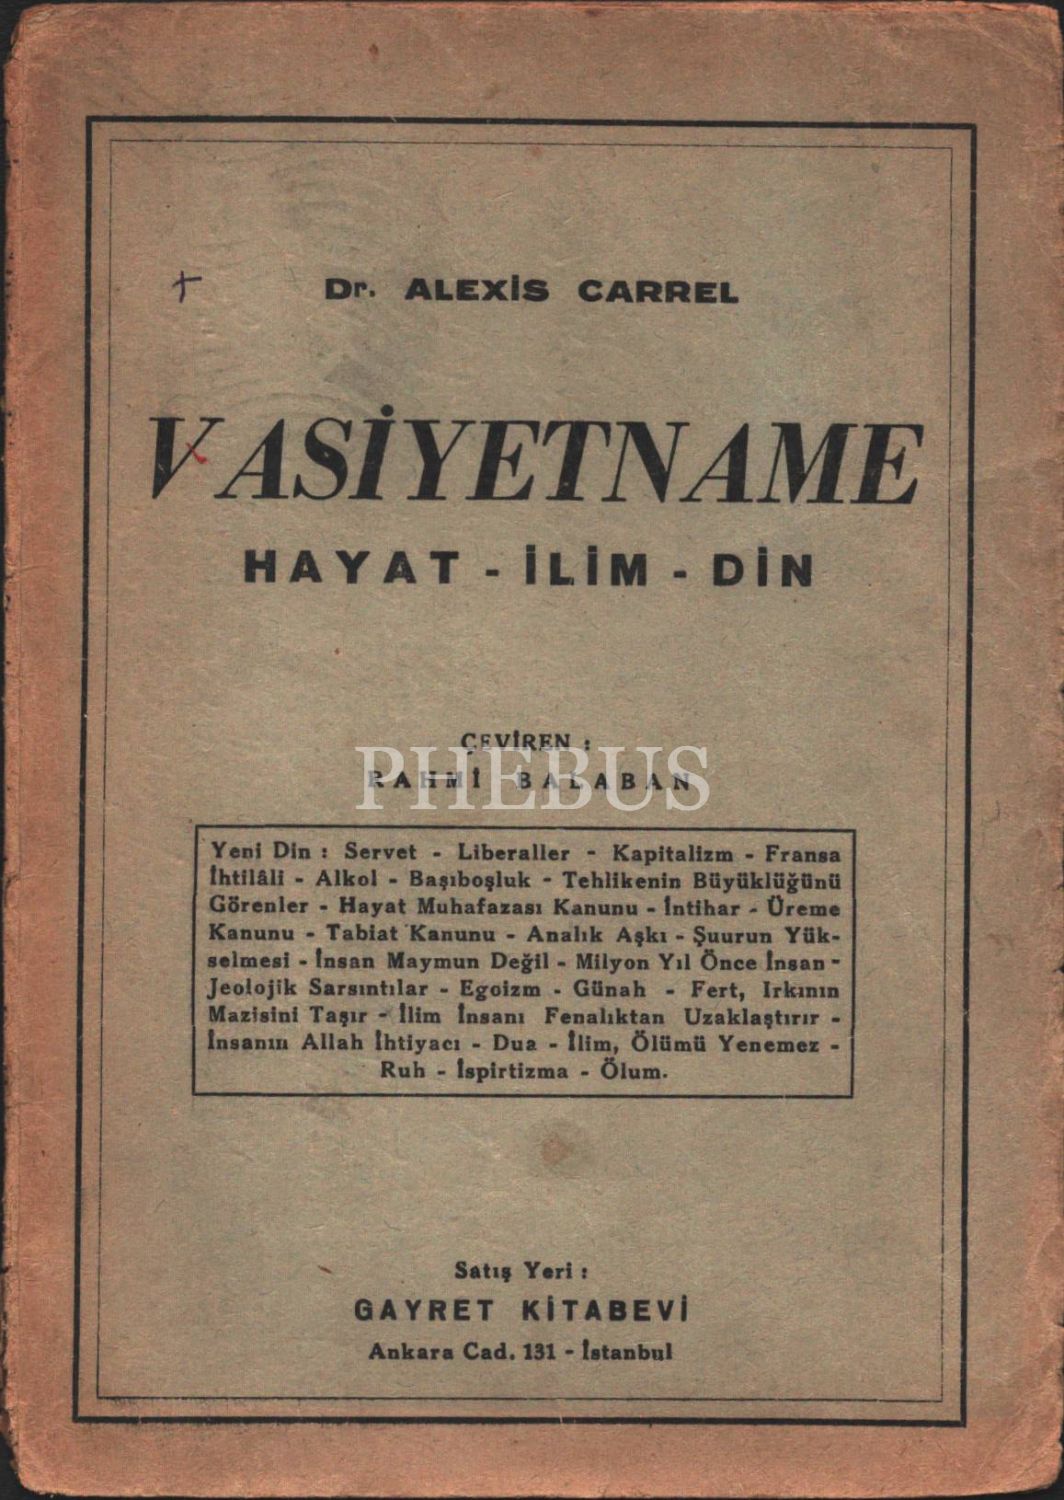 Dr. ALEXİS CARREL
VASİYETNAME
HAYAT - İLİM - DİN
ÇEVİREN :
RAHMİ BALABAN
PHEBUS
Yeni Din : Servet - Liberaller - Kapitalizm - Fransa
İhtilâli - Alkol - Başıboşluk - Tehlikenin Büyüklüğünü
Görenler - Hayat Muhafazası Kanunu - İntihar - Üreme
Kanunu - Tabiat Kanunu - Analık Aşkı - Şuurun Yük-
selmesi - İnsan Maymun Değil - Milyon Yıl Önce İnsan -
Jeolojik Sarsıntılar - Egoizm - Günah - Fert, Irkının
Mazisini Taşır - İlim İnsanı Fenalıktan Uzaklaştırır -
İnsanın Allah İhtiyacı - Dua - İlim, Ölümü Yenemez -
Ruh - İspirtizma - Ölum.
Satış Yeri :
GAYRET KİTABEVİ
Ankara Cad. 131 - İstanbul